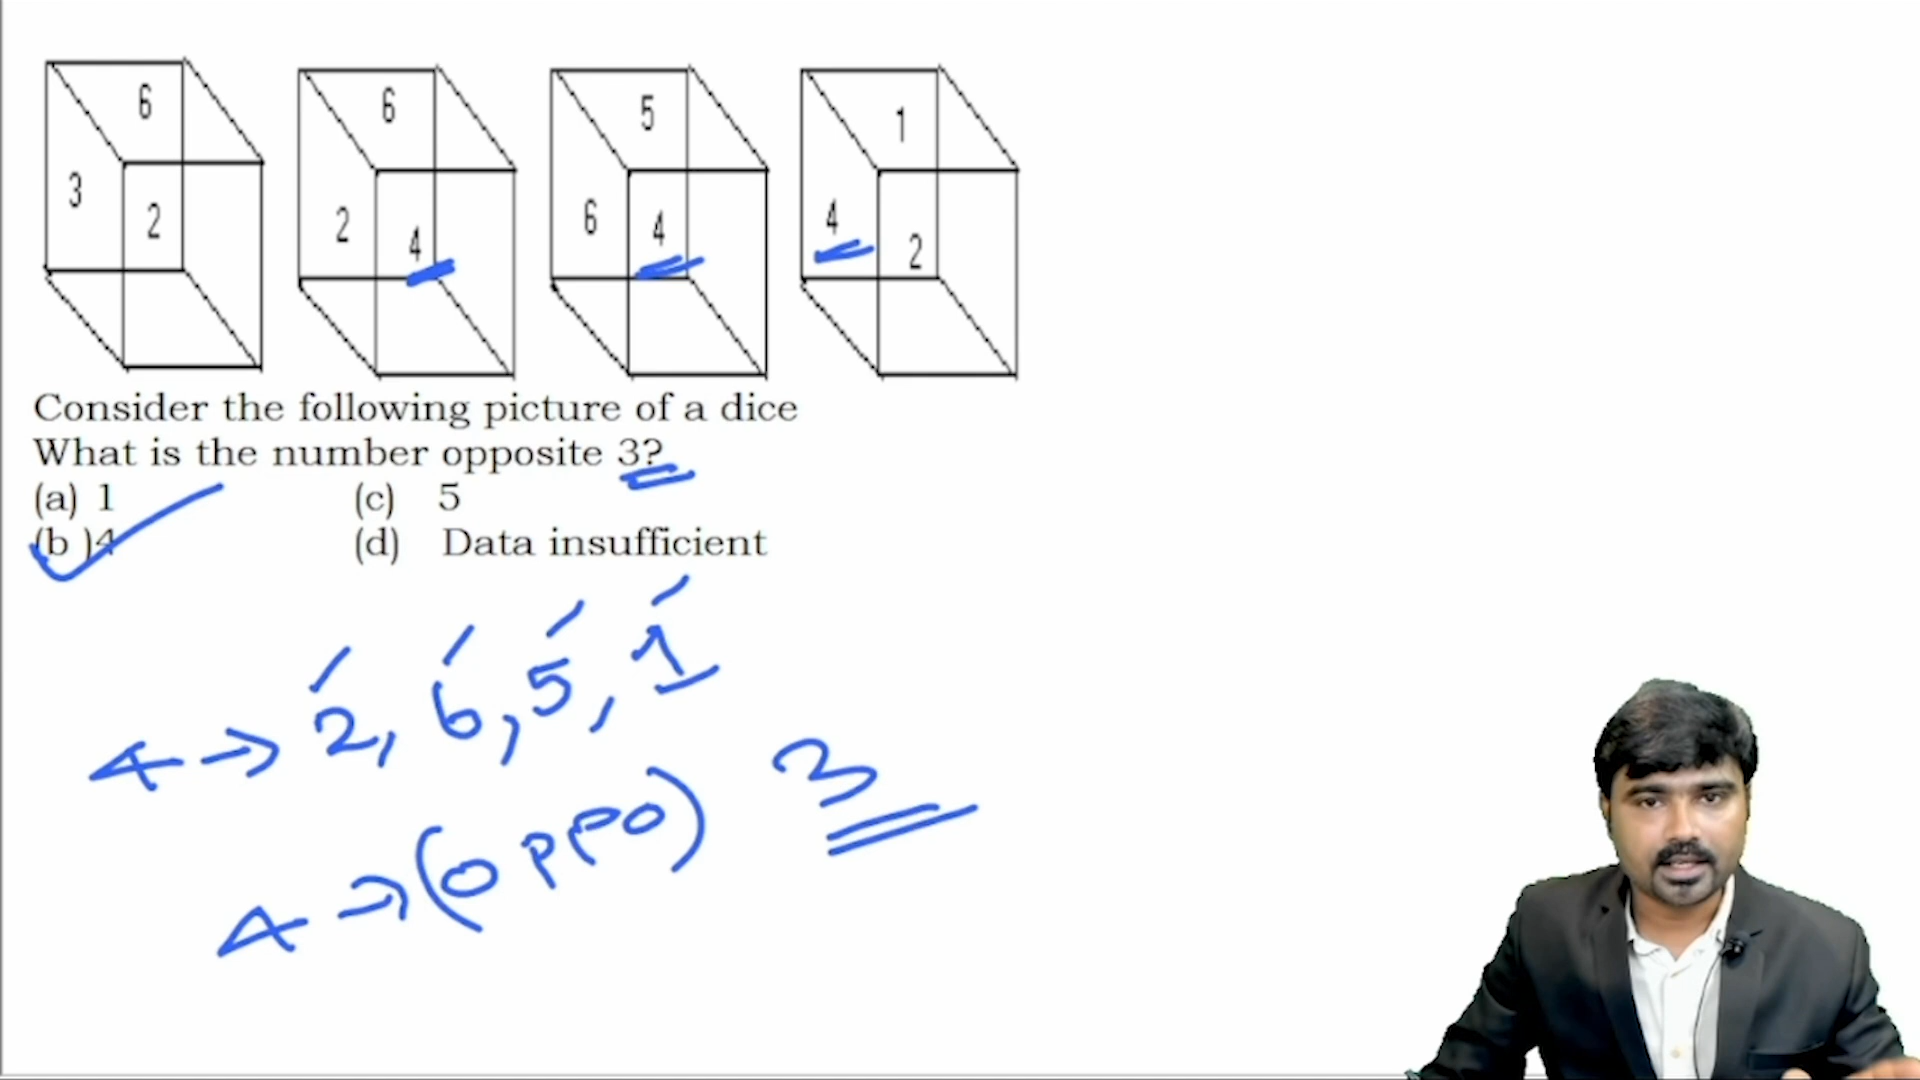 6 6 5 1
3 2 2 4 6 4 4 2
Consider the following picture of a dice
What is the number opposite 3?
(a) 1 (c) 5
(b )4 (d) Data insufficient
4 → 2, 6, 5, 1
4 → (OPPO) 3